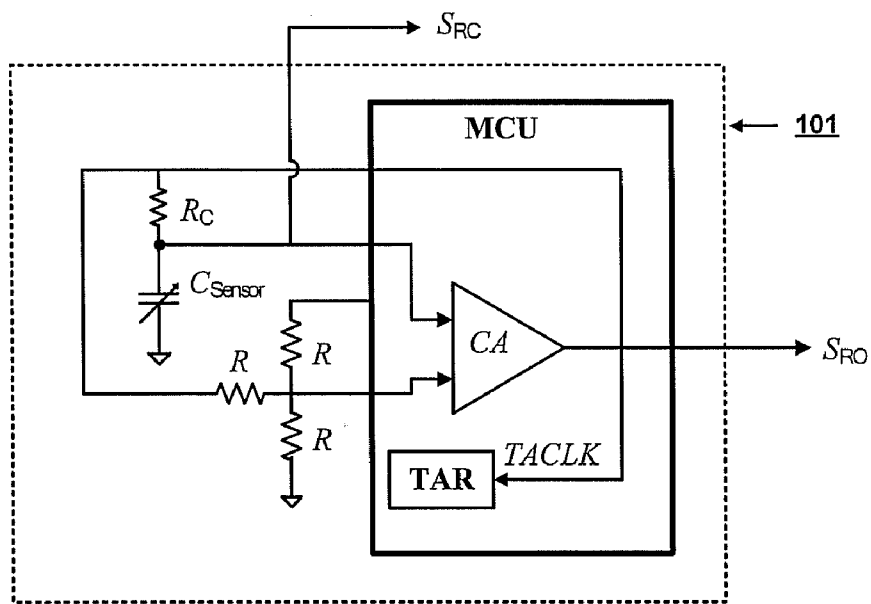 S_RC
MCU
101
R_C
C_Sensor
R
R
R
CA
S_RO
TACLK
TAR